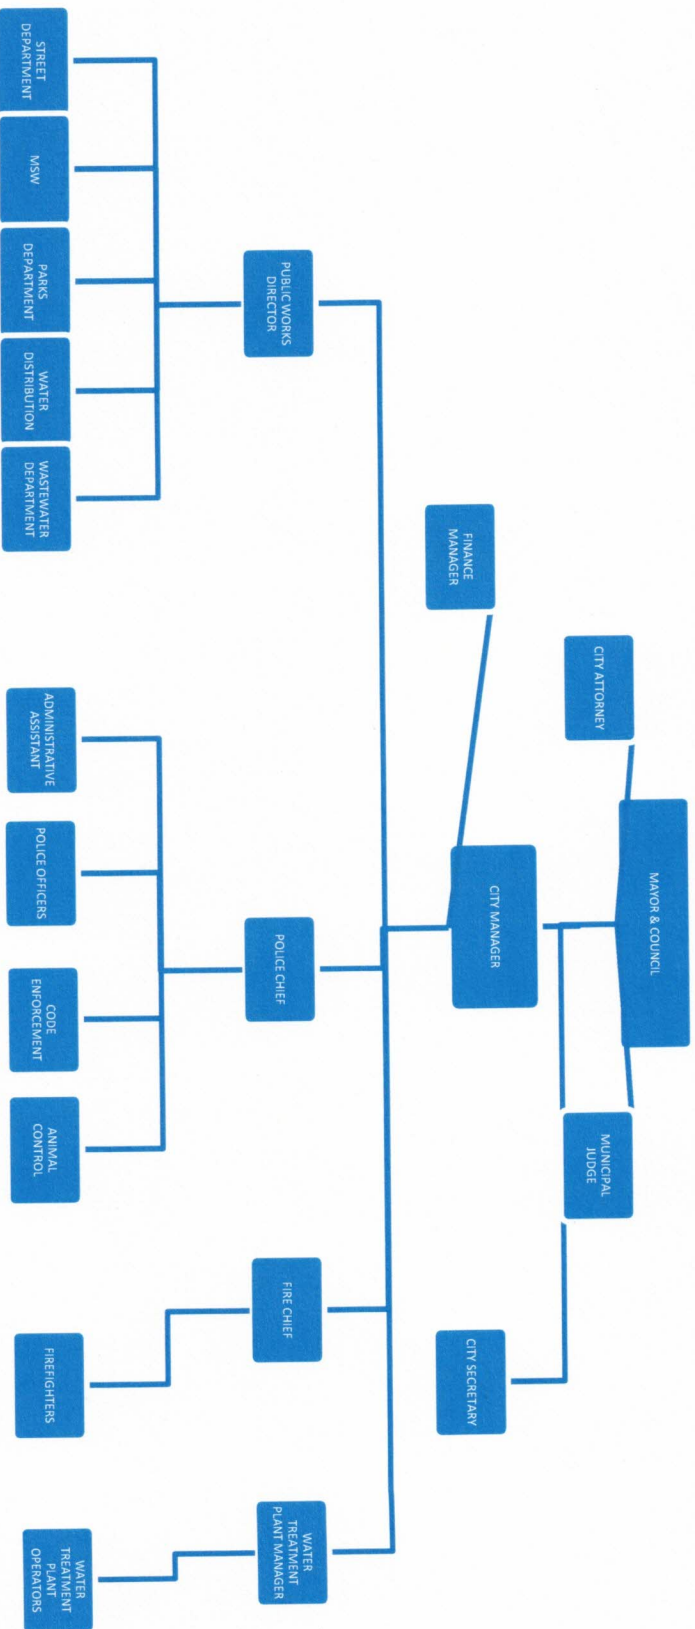 MAYOR & COUNCIL
CITY ATTORNEY
MUNICIPAL
JUDGE
CITY MANAGER
CITY SECRETARY
FINANCE
MANAGER
PUBLIC WORKS
DIRECTOR
POLICE CHIEF
FIRE CHIEF
WATER
TREATMENT
PLANT MANAGER
STREET
DEPARTMENT
MSW
PARKS
DEPARTMENT
WATER
DISTRIBUTION
WASTEWATER
DEPARTMENT
ADMINISTRATIVE
ASSISTANT
POLICE OFFICERS
CODE
ENFORCEMENT
ANIMAL
CONTROL
FIREFIGHTERS
WATER
TREATMENT
PLANT
OPERATORS